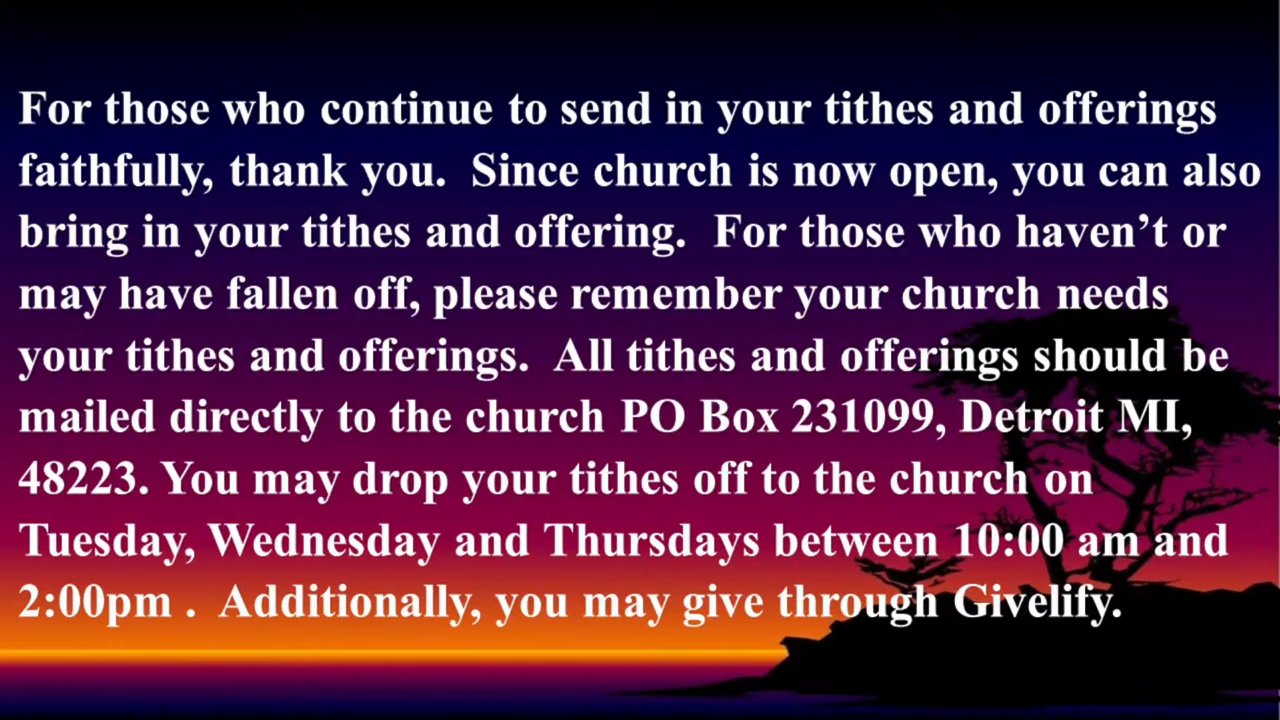 For those who continue to send in your tithes and offerings
faithfully, thank you.  Since church is now open, you can also
bring in your tithes and offering.  For those who haven’t or
may have fallen off, please remember your church needs
your tithes and offerings.  All tithes and offerings should be
mailed directly to the church PO Box 231099, Detroit MI,
48223. You may drop your tithes off to the church on
Tuesday, Wednesday and Thursdays between 10:00 am and
2:00pm .  Additionally, you may give through Givelify.